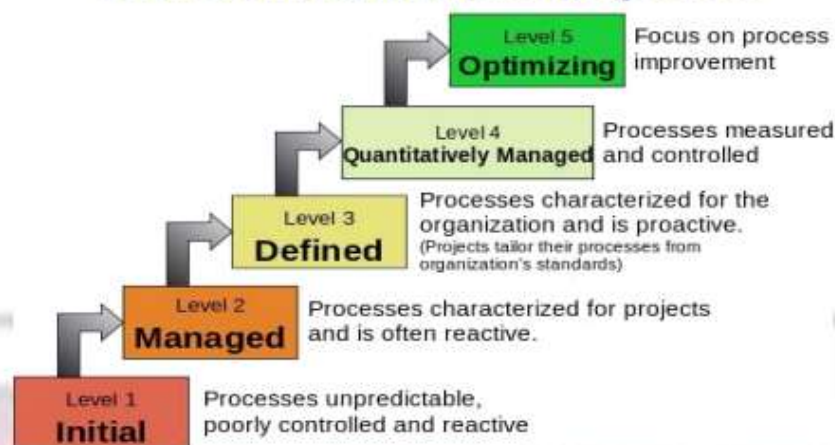 Level 5
Optimizing
Focus on process
improvement
Level 4
Quantitatively Managed
Processes measured
and controlled
Level 3
Defined
Processes characterized for the
organization and is proactive.
(Projects tailor their processes from
organization's standards)
Level 2
Managed
Processes characterized for projects
and is often reactive.
Level 1
Initial
Processes unpredictable,
poorly controlled and reactive